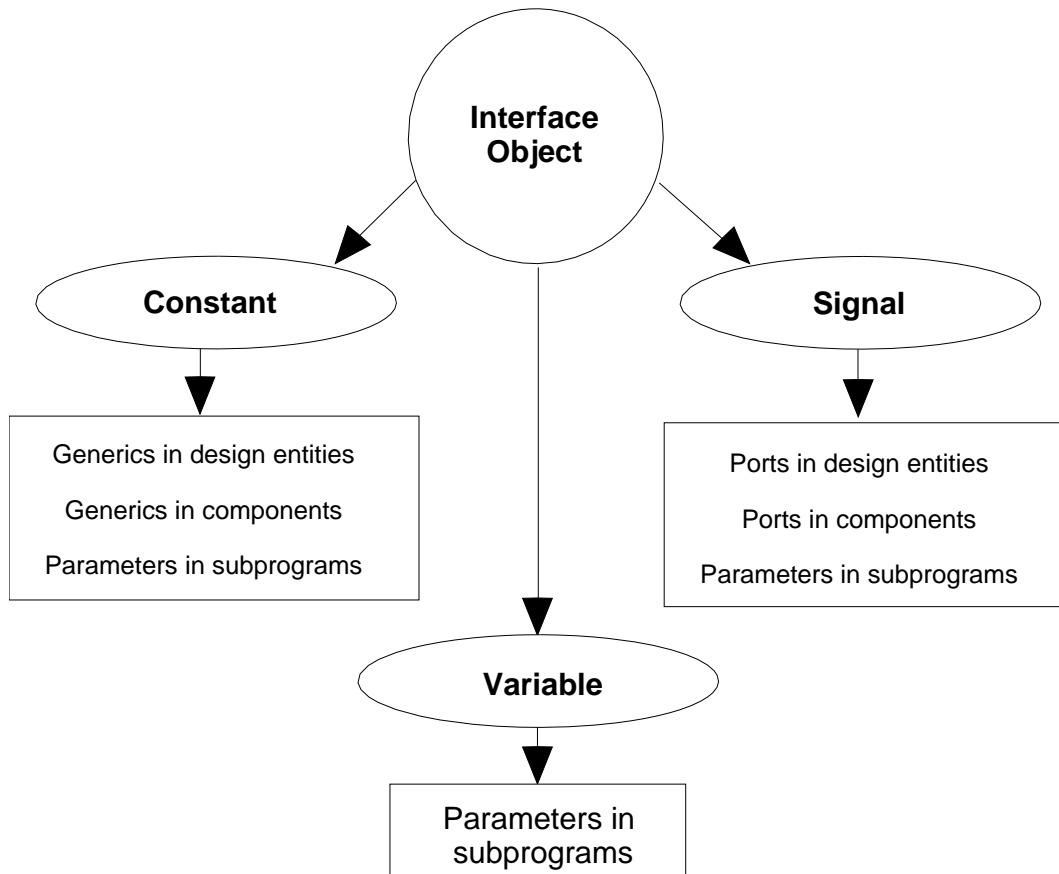 Interface
Object
Constant
Signal
Generics in design entities
Generics in components
Parameters in subprograms
Ports in design entities
Ports in components
Parameters in subprograms
Variable
Parameters in
subprograms